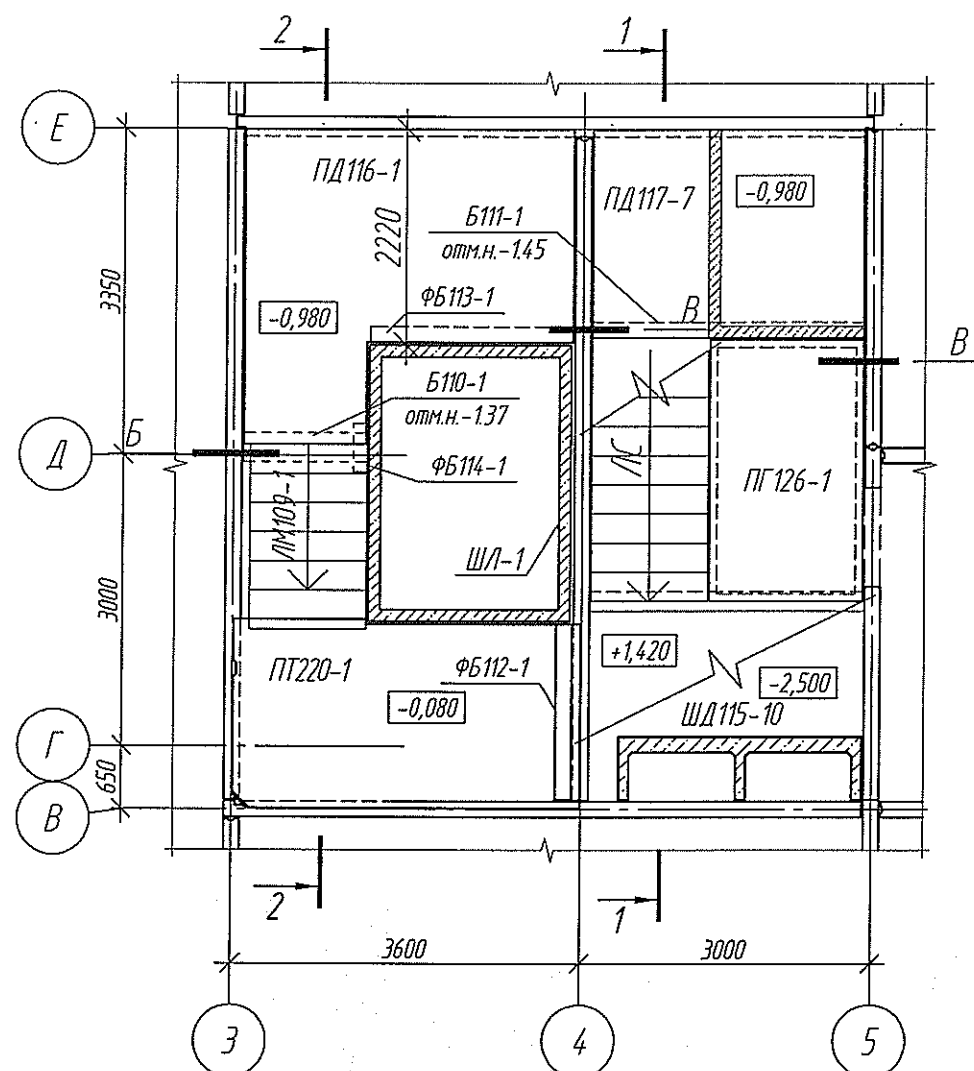 2
1
Е
ПД116-1
ПД117-7
-0,980
2220
Б111-1
отм.н.-1.45
3350
ФБ113-1
В
-0,980
В
Б110-1
отм.н.-1.37
Б
Д
ФБ114-1
ЛС
ПГ126-1
ЛМ109-1
ШЛ-1
3000
+1,420
ПТ220-1
ФБ112-1
-2,500
-0,080
ШД115-10
Г
650
В
2
1
3600
3000
3
4
5